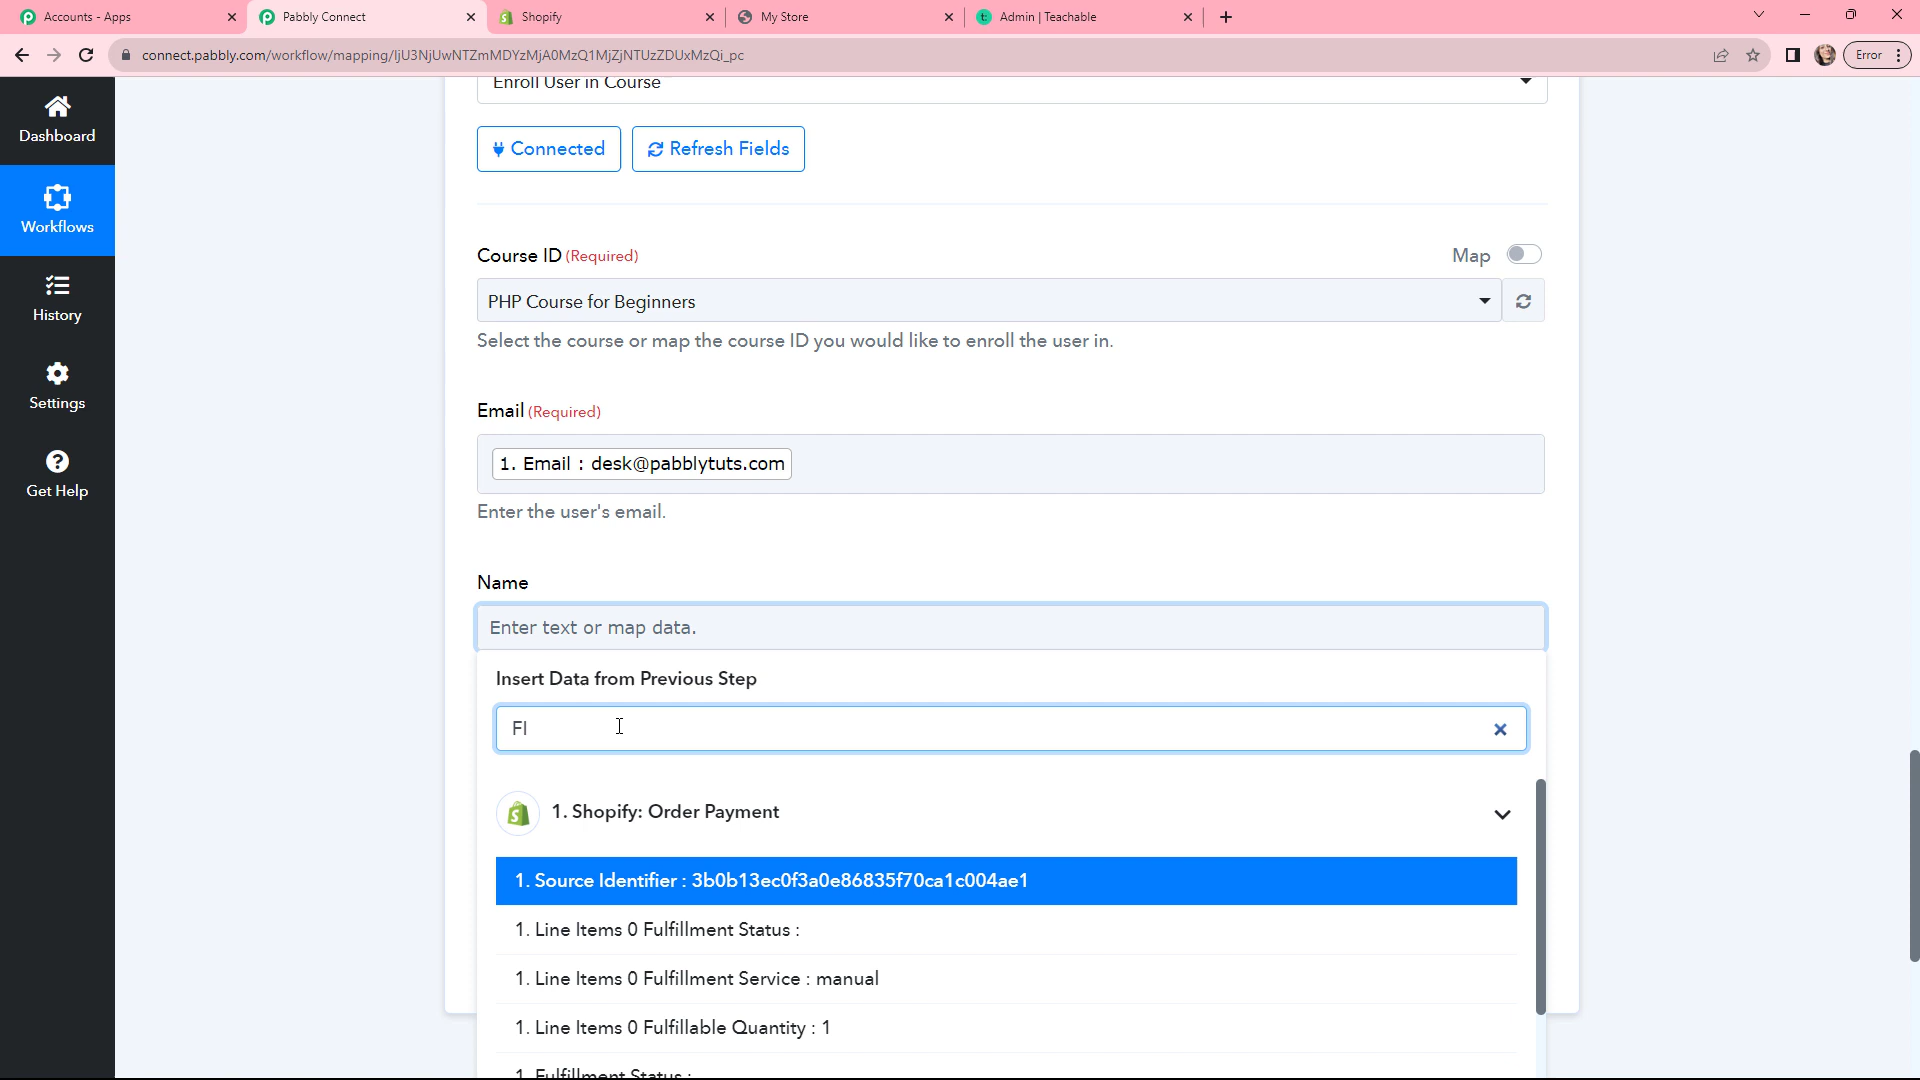 Accounts - Apps
Pabbly Connect
Shopify
My Store
Admin | Teachable
connect.pabbly.com/workflow/mapping/IjU3NjUwNTZmMDYzMjA0MzQ1MjZjNTUzZDUxMzQi_pc
Error
Dashboard
Workflows
History
Settings
Get Help
Enroll User in Course
Connected
Refresh Fields
Course ID (Required)
Map
PHP Course for Beginners
Select the course or map the course ID you would like to enroll the user in.
Email (Required)
1. Email : desk@pabblytuts.com
Enter the user's email.
Name
Enter text or map data.
Insert Data from Previous Step
FI
1. Shopify: Order Payment
1. Source Identifier : 3b0b13ec0f3a0e86835f70ca1c004ae1
1. Line Items 0 Fulfillment Status :
1. Line Items 0 Fulfillment Service : manual
1. Line Items 0 Fulfillable Quantity : 1
1. Fulfillment Status :